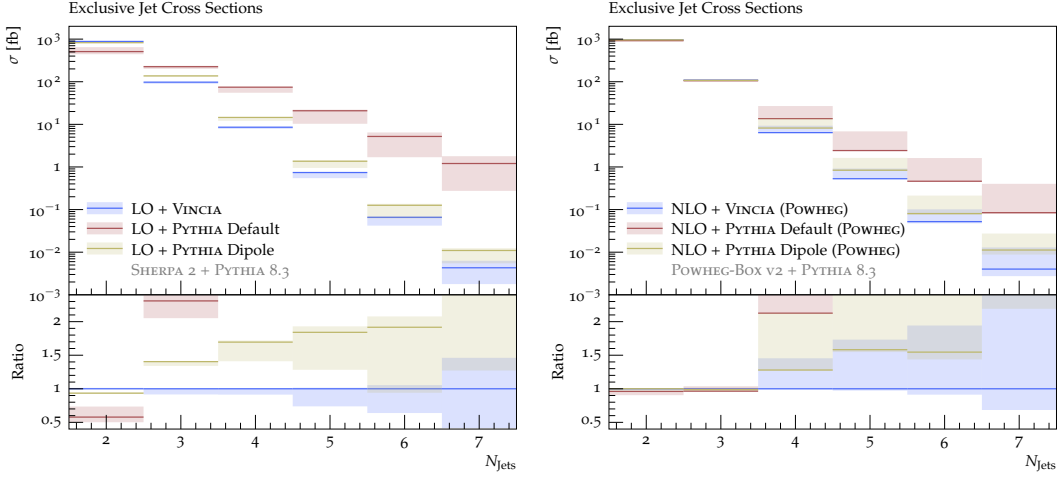 Exclusive Jet Cross Sections
σ [fb]
10³
10²
10¹
1
10⁻¹
10⁻²
10⁻³
LO + VINCIA
LO + PYTHIA Default
LO + PYTHIA Dipole
SHERPA 2 + PYTHIA 8.3
Ratio
2
1.5
1
0.5
2 3 4 5 6 7
N_Jets
Exclusive Jet Cross Sections
σ [fb]
10³
10²
10¹
1
10⁻¹
10⁻²
10⁻³
NLO + VINCIA (POWHEG)
NLO + PYTHIA Default (POWHEG)
NLO + PYTHIA Dipole (POWHEG)
POWHEG-BOX V2 + PYTHIA 8.3
Ratio
2
1.5
1
0.5
2 3 4 5 6 7
N_Jets